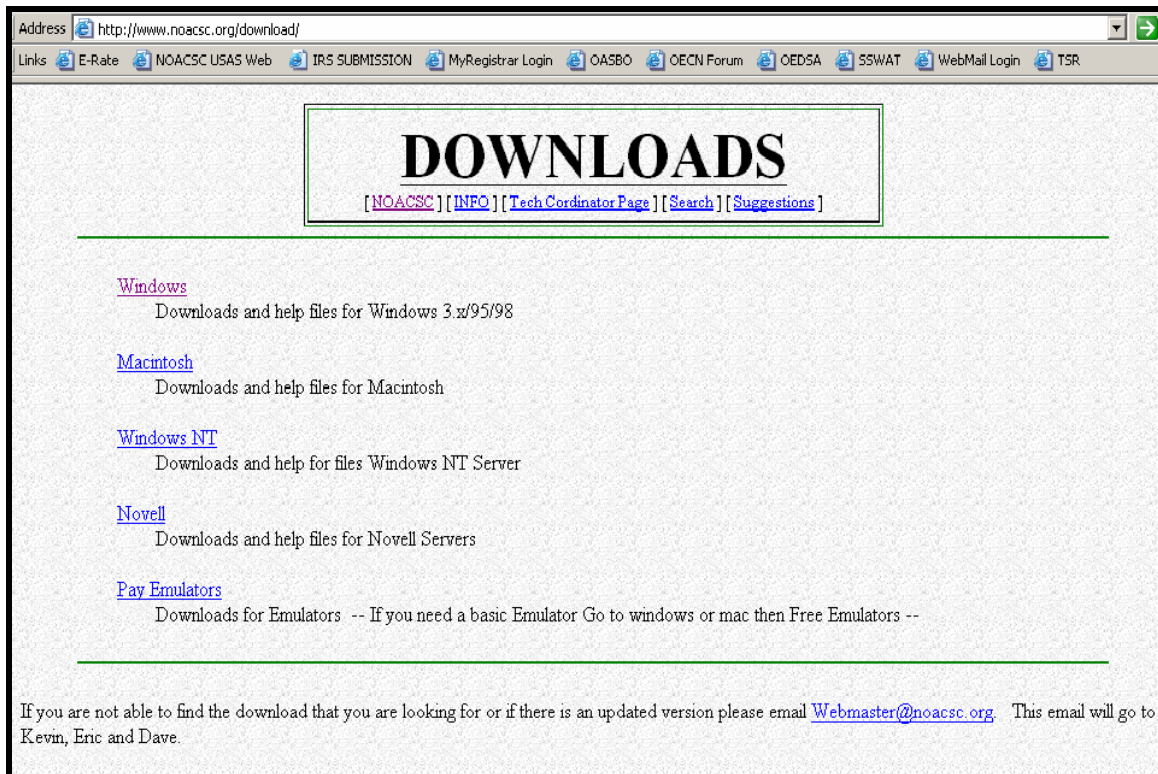 Address http://www.noacsc.org/download/
Links E-Rate NOACSC USAS Web IRS SUBMISSION MyRegistrar Login OASBO OECN Forum OEDSA SSWAT WebMail Login TSR
DOWNLOADS
[ NOACSC ] [ INFO ] [ Tech Cordinator Page ] [ Search ] [ Suggestions ]
Windows
Downloads and help files for Windows 3.x/95/98
Macintosh
Downloads and help files for Macintosh
Windows NT
Downloads and help for files Windows NT Server
Novell
Downloads and help files for Novell Servers
Pay Emulators
Downloads for Emulators -- If you need a basic Emulator Go to windows or mac then Free Emulators --
If you are not able to find the download that you are looking for or if there is an updated version please email Webmaster@noacsc.org. This email will go to
Kevin, Eric and Dave.